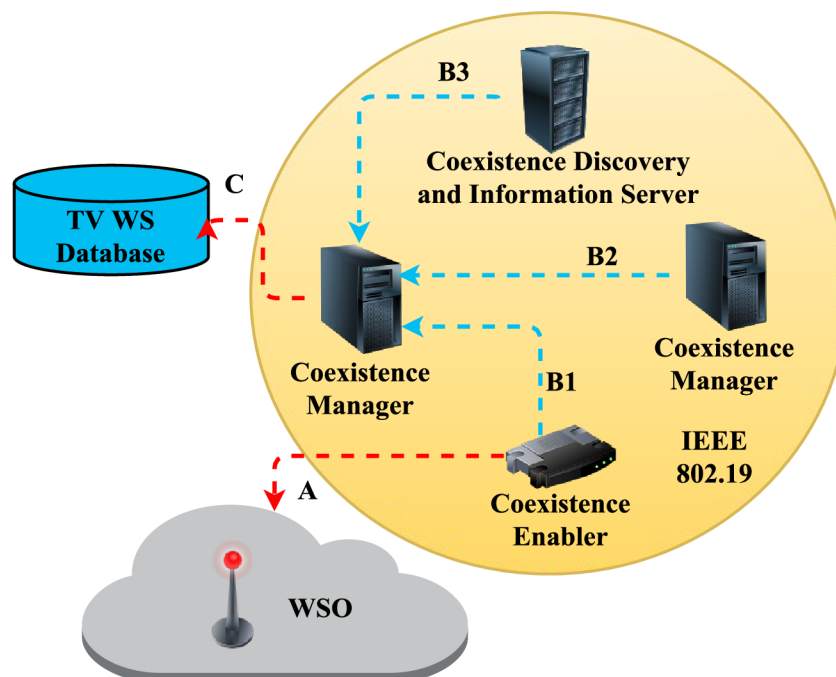 B3
Coexistence Discovery
and Information Server
C
TV WS
Database
B2
Coexistence
Manager
Coexistence
Manager
B1
IEEE
802.19
A
Coexistence
Enabler
WSO